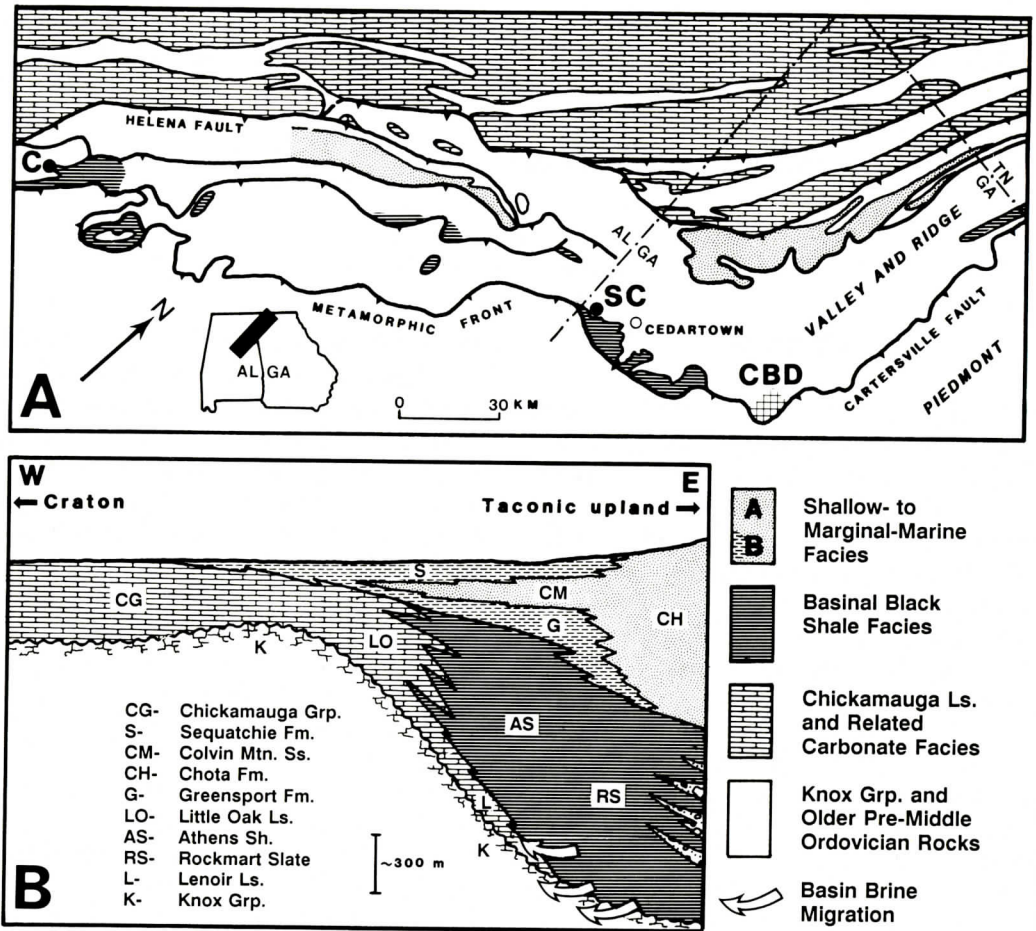 A
HELENA FAULT
C
N
METAMORPHIC FRONT
AL GA
0 30 KM
AL GA
SC
CEDARTOWN
CBD
VALLEY AND RIDGE
CARTERSVILLE FAULT
PIEDMONT
TN
GA
B
W
← Craton
E
Taconic upland →
CG
K
LO
S
CM
G
CH
AS
RS
L
K
CG- Chickamauga Grp.
S- Sequatchie Fm.
CM- Colvin Mtn. Ss.
CH- Chota Fm.
G- Greensport Fm.
LO- Little Oak Ls.
AS- Athens Sh.
RS- Rockmart Slate
L- Lenoir Ls.
K- Knox Grp.
~300 m
A
B
Shallow- to
Marginal-Marine
Facies
Basinal Black
Shale Facies
Chickamauga Ls.
and Related
Carbonate Facies
Knox Grp. and
Older Pre-Middle
Ordovician Rocks
Basin Brine
Migration